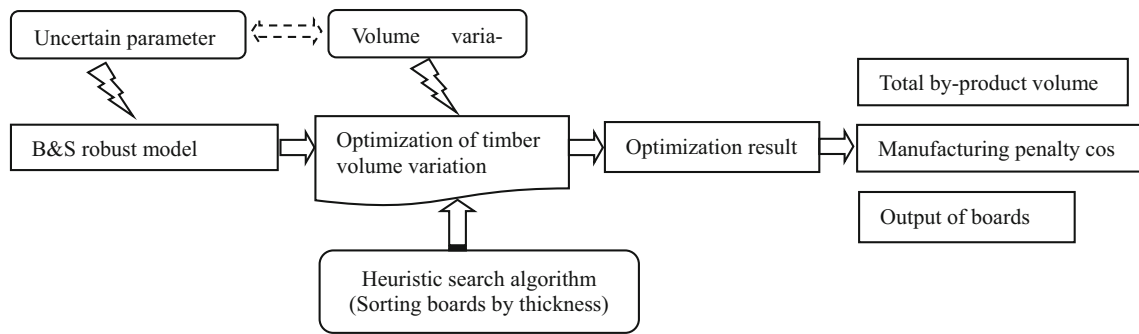 Uncertain parameter
Volume varia-
Total by-product volume
B&S robust model
Optimization of timber
volume variation
Optimization result
Manufacturing penalty cos
Output of boards
Heuristic search algorithm
(Sorting boards by thickness)